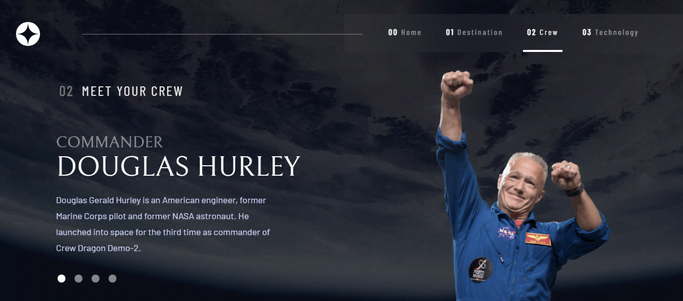 00 Home 01 Destination 02 Crew 03 Technology
02 MEET YOUR CREW
COMMANDER
DOUGLAS HURLEY
Douglas Gerald Hurley is an American engineer, former
Marine Corps pilot and former NASA astronaut. He
launched into space for the third time as commander of
Crew Dragon Demo-2.
NASA